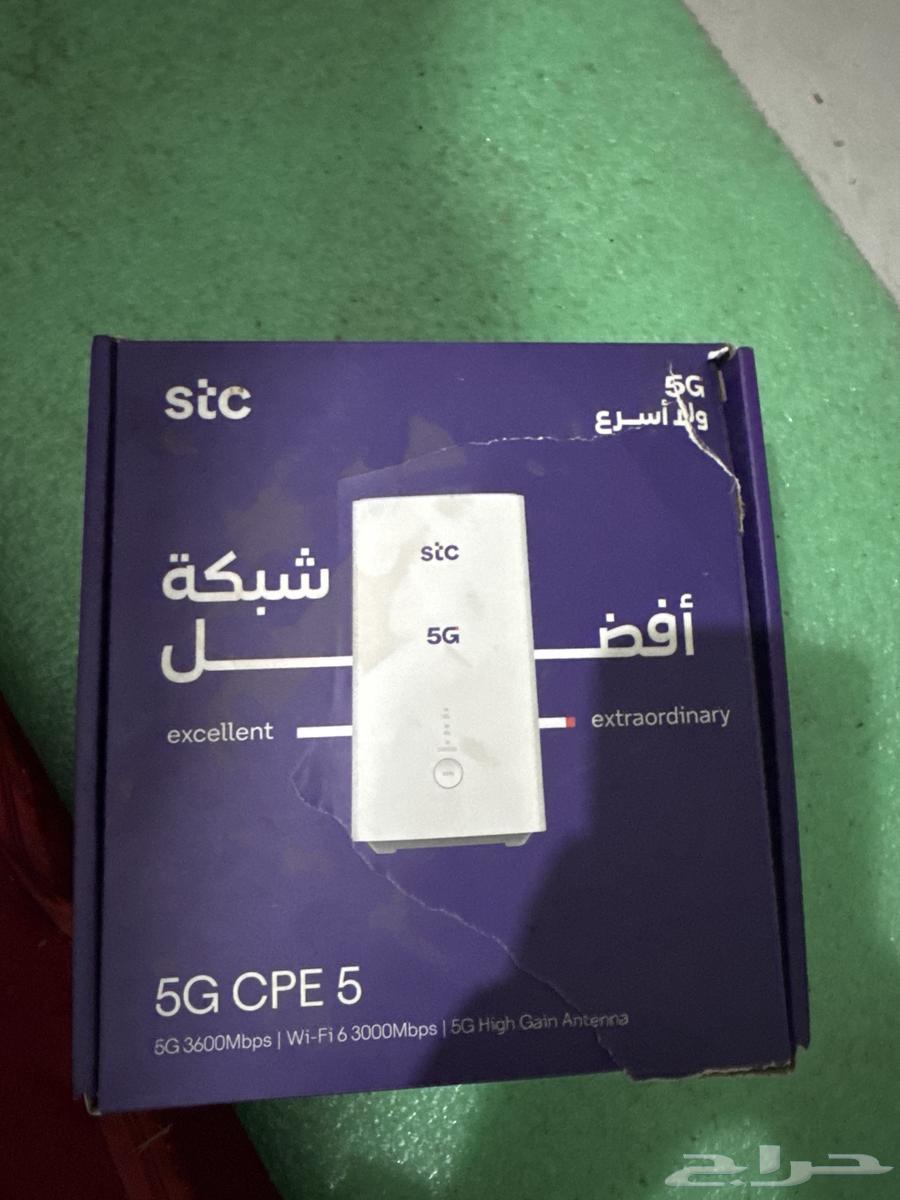 stc
5G
ولا أسرع
شبكة
أفضــــل
stc
5G
excellent
extraordinary
5G CPE 5
5G 3600Mbps | Wi-Fi 6 3000Mbps | 5G High Gain Antenna
حراج